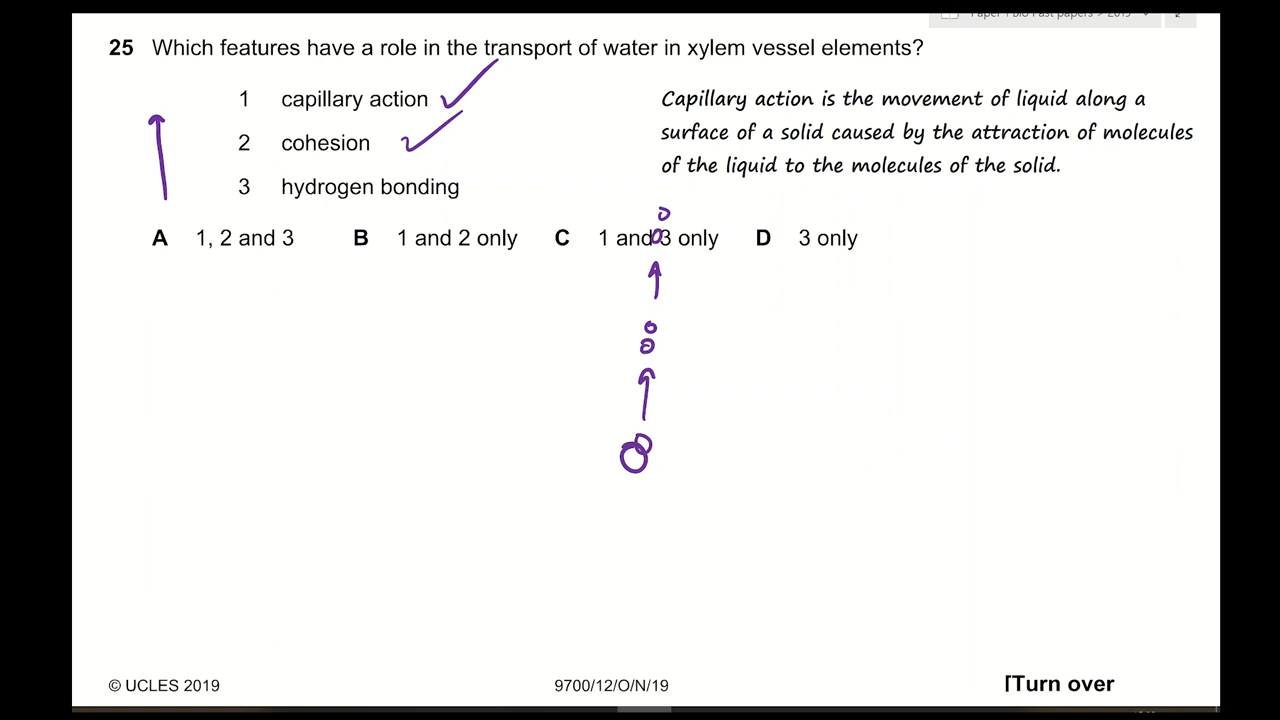 25 Which features have a role in the transport of water in xylem vessel elements?
1 capillary action
2 cohesion
3 hydrogen bonding
Capillary action is the movement of liquid along a
surface of a solid caused by the attraction of molecules
of the liquid to the molecules of the solid.
A 1, 2 and 3 B 1 and 2 only C 1 and 3 only D 3 only
© UCLES 2019 9700/12/O/N/19 [Turn over